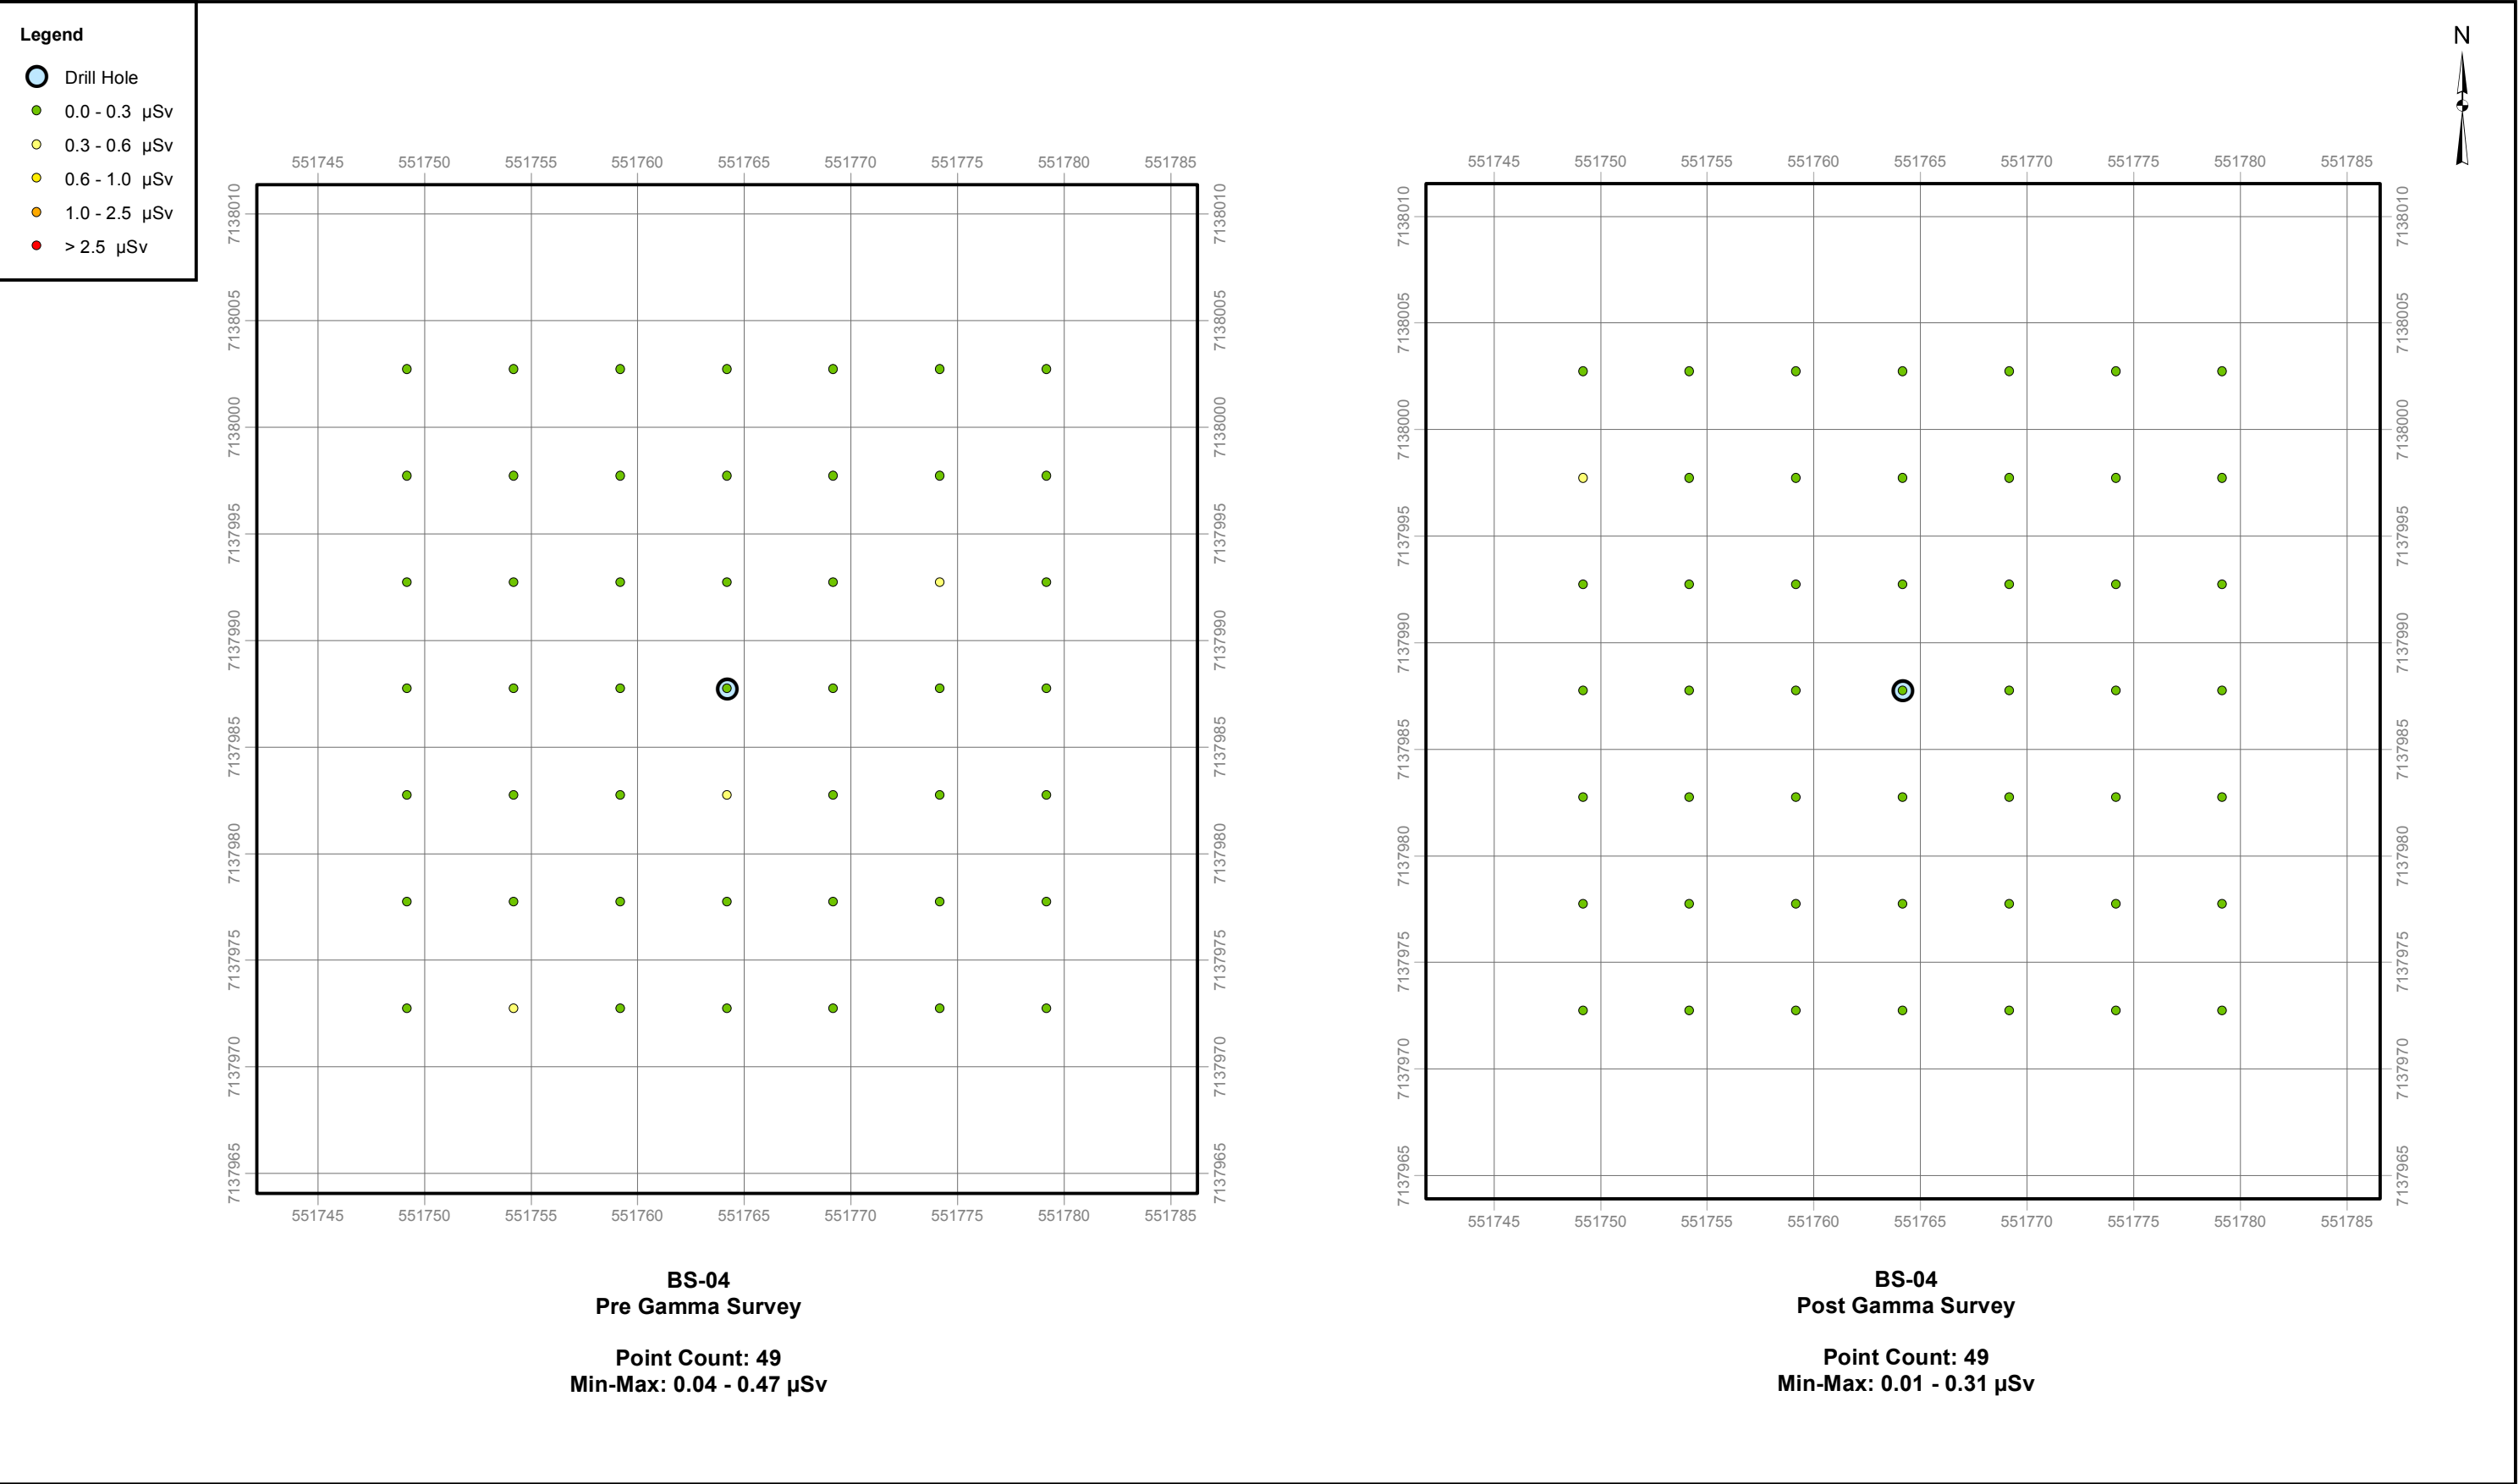 Legend
Drill Hole
0.0 - 0.3 µSv
0.3 - 0.6 µSv
0.6 - 1.0 µSv
1.0 - 2.5 µSv
> 2.5 µSv
N
551745 551750 551755 551760 551765 551770 551775 551780 551785
7138010 7138010
7138005 7138005
7138000 7138000
7137995 7137995
7137990 7137990
7137985 7137985
7137980 7137980
7137975 7137975
7137970 7137970
7137965 7137965
551745 551750 551755 551760 551765 551770 551775 551780 551785
BS-04
Pre Gamma Survey
Point Count: 49
Min-Max: 0.04 - 0.47 µSv
551745 551750 551755 551760 551765 551770 551775 551780 551785
7138010 7138010
7138005 7138005
7138000 7138000
7137995 7137995
7137990 7137990
7137985 7137985
7137980 7137980
7137975 7137975
7137970 7137970
7137965 7137965
551745 551750 551755 551760 551765 551770 551775 551780 551785
BS-04
Post Gamma Survey
Point Count: 49
Min-Max: 0.01 - 0.31 µSv